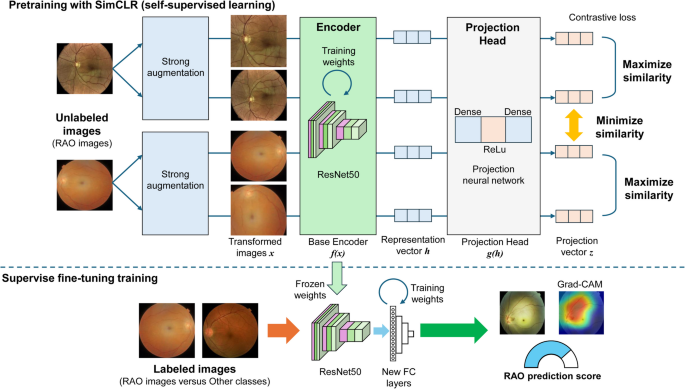 Pretraining with SimCLR (self-supervised learning)
Unlabeled
images
(RAO images)
Strong
augmentation
Strong
augmentation
Transformed
images x
Encoder
Training
weights
ResNet50
Base Encoder
f(x)
Representation
vector h
Projection
Head
Dense
Dense
ReLu
Projection
neural network
Projection Head
g(h)
Contrastive loss
Maximize
similarity
Minimize
similarity
Maximize
similarity
Projection
vector z
Supervise fine-tuning training
Labeled images
(RAO images versus Other classes)
Frozen
weights
ResNet50
Training
weights
New FC
layers
Grad-CAM
RAO prediction score